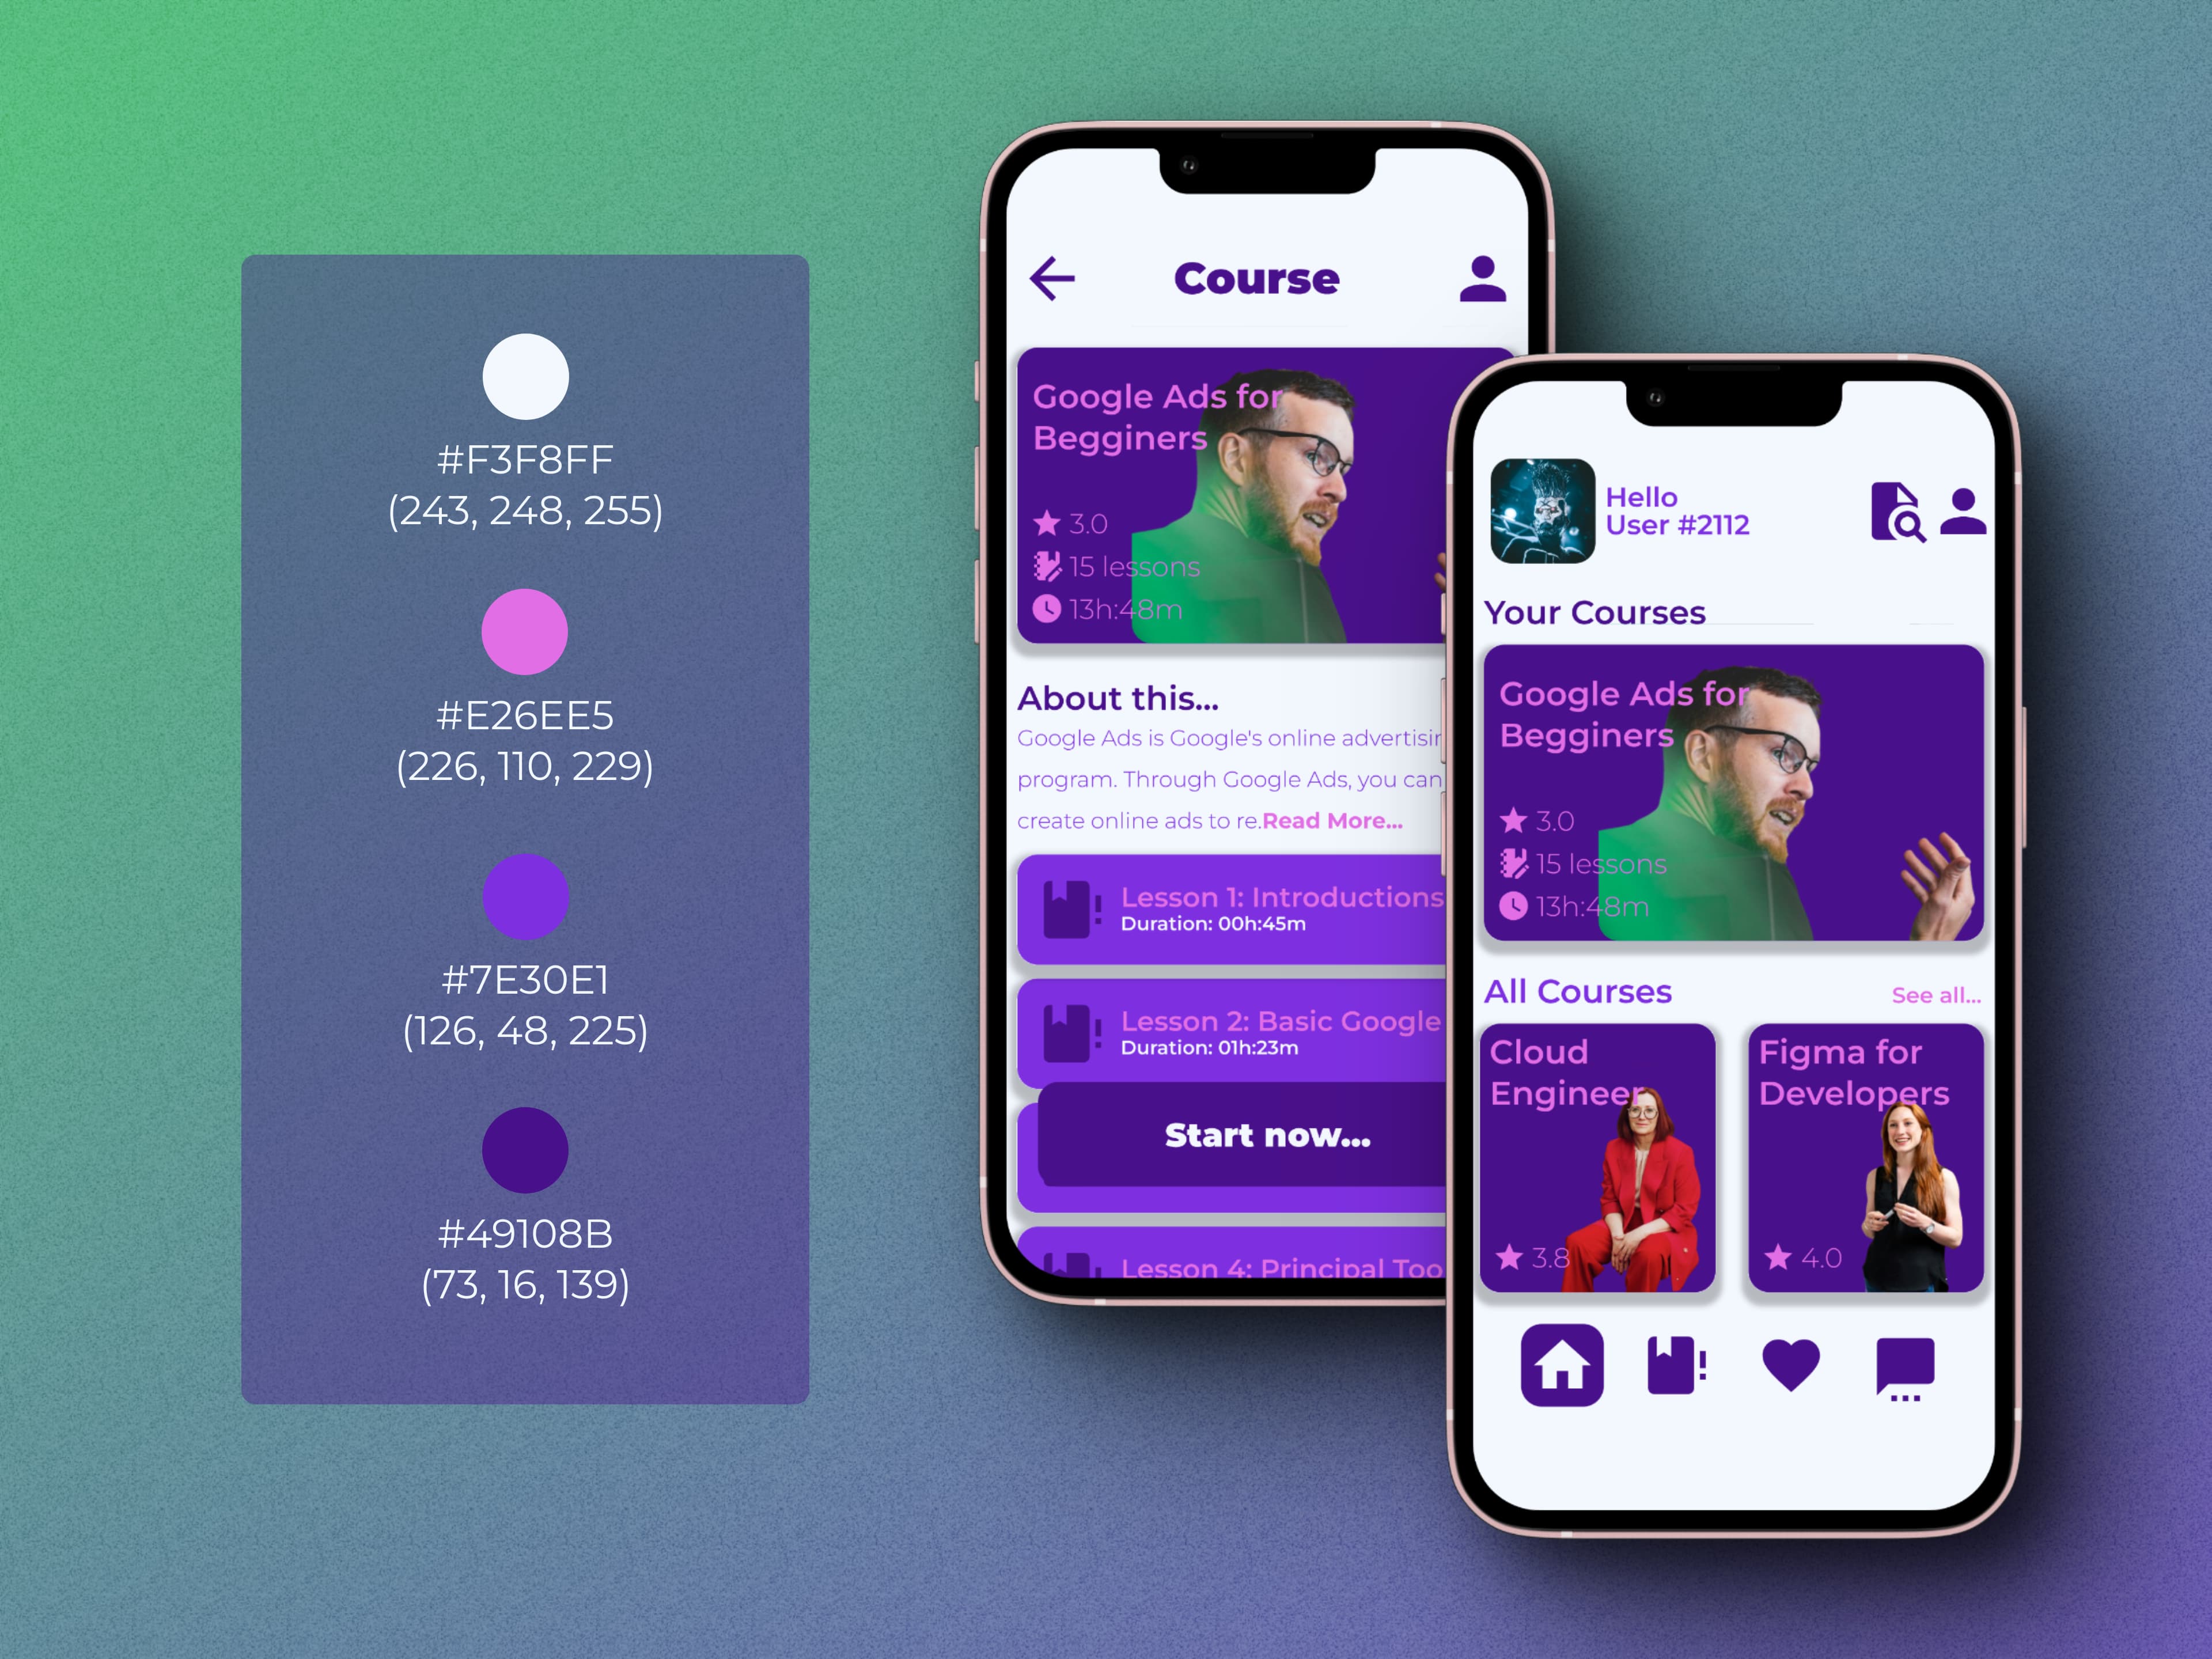 #F3F8FF
(243, 248, 255)
#E26EE5
(226, 110, 229)
#7E30E1
(126, 48, 225)
#49108B
(73, 16, 139)
Course
Google Ads for
Begginers
3.0
15 lessons
13h:48m
About this...
Google Ads is Google's online advertisin
program. Through Google Ads, you can
create online ads to re.Read More...
Lesson 1: Introductions
Duration: 00h:45m
Lesson 2: Basic Google
Duration: 01h:23m
Start now...
Lesson 4: Principal Too
Hello
User #2112
Your Courses
Google Ads for
Begginers
3.0
15 lessons
13h:48m
All Courses
See all...
Cloud
Engineer
3.8
Figma for
Developers
4.0